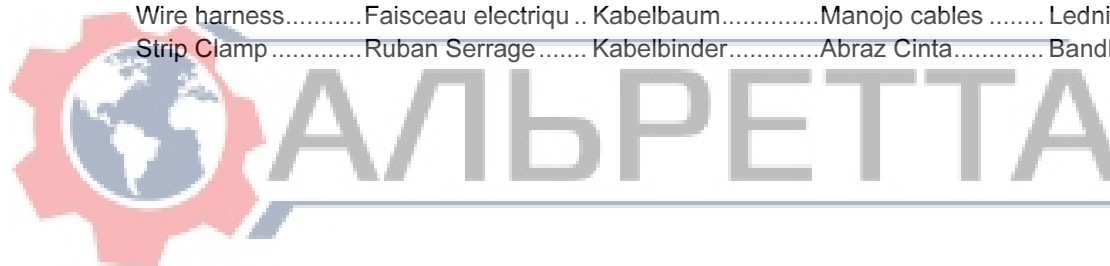 Wire harness...........Faisceau electriqu .. Kabelbaum.............Manojo cables ........ Ledni
Strip Clamp .............Ruban Serrage ....... Kabelbinder.............Abraz Cinta............. Bandl
АЛЬРЕТТА